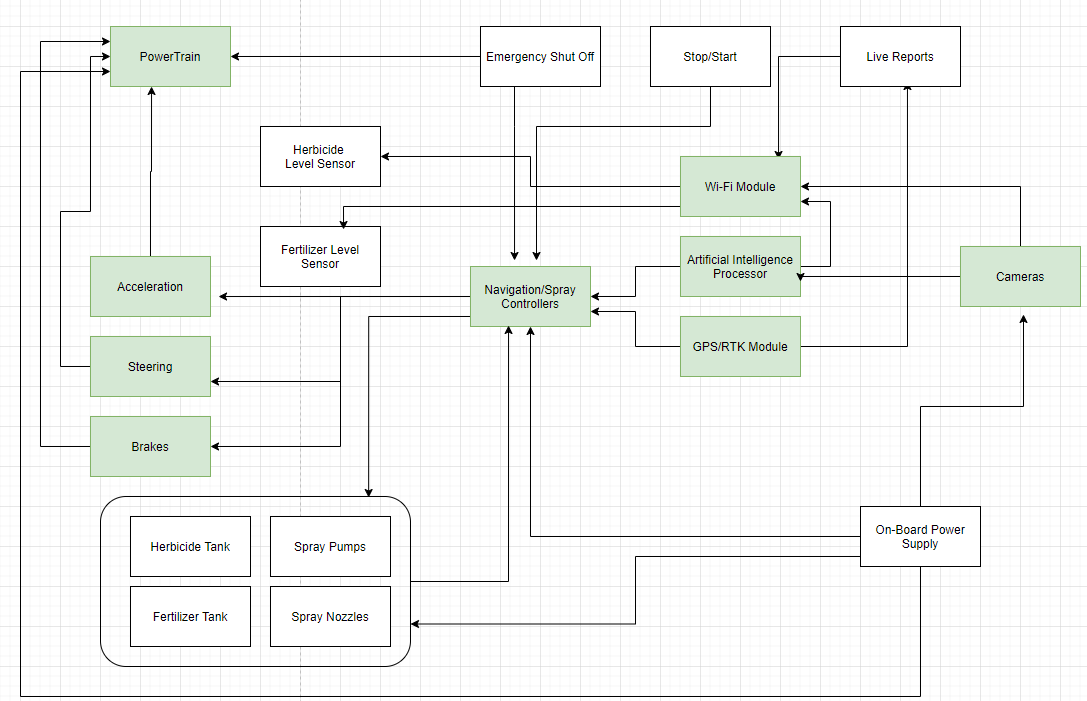 PowerTrain
Emergency Shut Off
Stop/Start
Live Reports
Herbicide
Level Sensor
Wi-Fi Module
Fertilizer Level
Sensor
Artificial Intelligence
Processor
Cameras
Acceleration
Navigation/Spray
Controllers
GPS/RTK Module
Steering
Brakes
Herbicide Tank
Spray Pumps
On-Board Power
Supply
Fertilizer Tank
Spray Nozzles